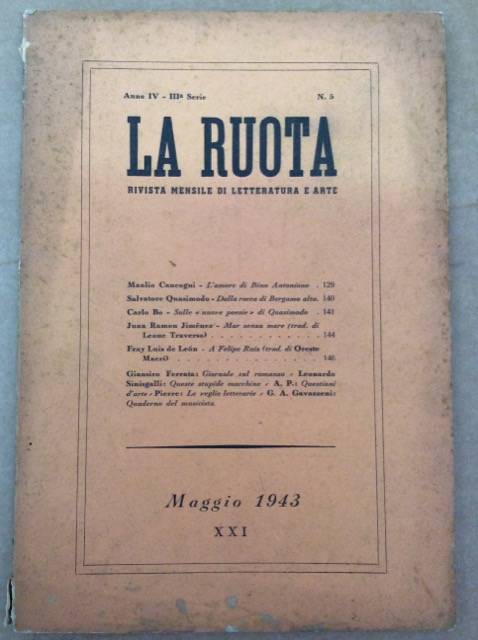 Anno IV - IIIª Serie N. 5
LA RUOTA
RIVISTA MENSILE DI LETTERATURA E ARTE
Manlio Cancogni - L'amore di Bino Antonione . 129
Salvatore Quasimodo - Dalla rocca di Bergamo alta. 140
Carlo Bo - Sulle « nuove poesie » di Quasimodo . 141
Juan Ramon Jiménez - Mar senza mare (trad. di
Leone Traverso) . . . . . . . . . . . 144
Fray Luis de León - A Felipe Ruiz (trad. di Oreste
Macrí) . . . . . . . . . . . . . . . 146
Giansiro Ferrata: Giornale sul romanzo - Leonardo
Sinisgalli: Queste stupide macchine - A. P.: Questioni
d'arte - Pierre: Le veglie letterarie - G. A. Gavazzeni:
Quaderno del musicista.
Maggio 1943
XXI